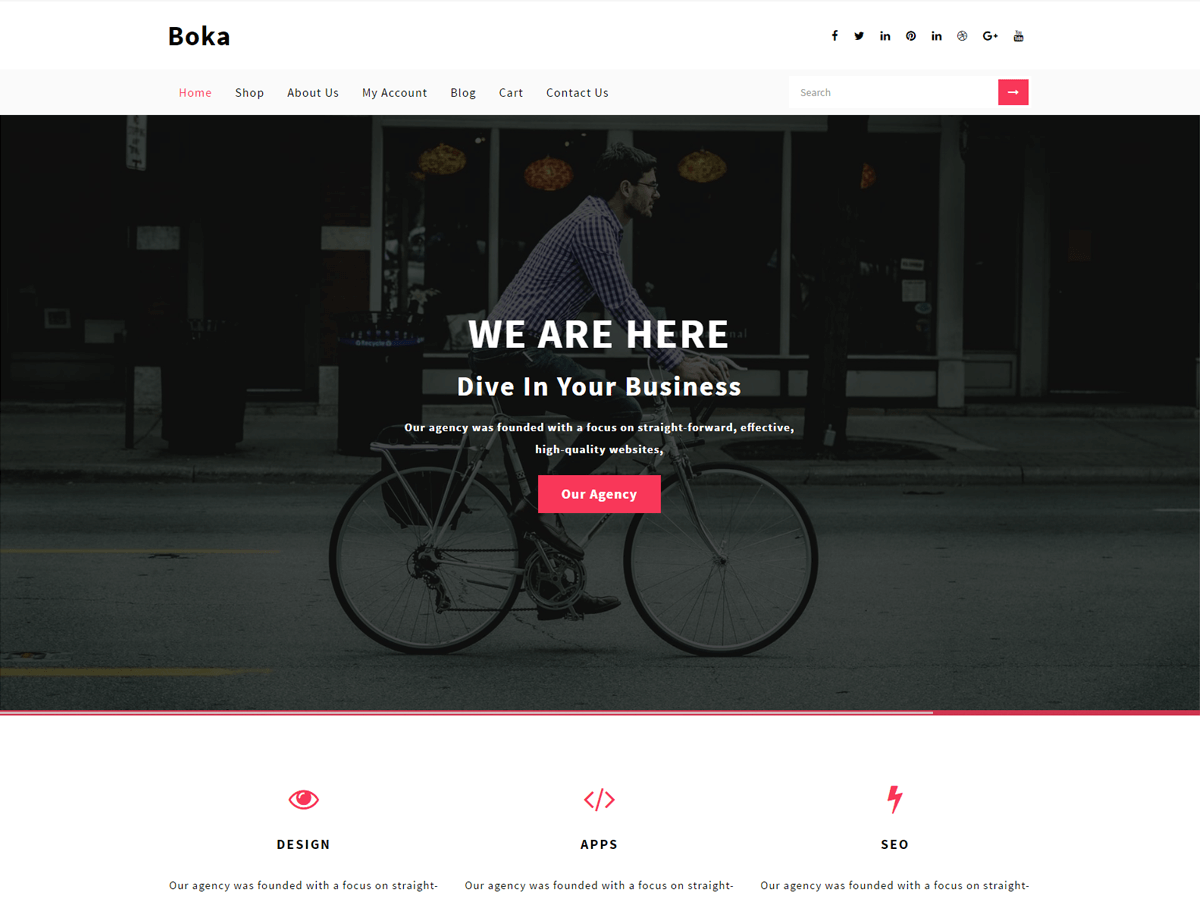 Boka
Home Shop About Us My Account Blog Cart Contact Us
Search
WE ARE HERE
Dive In Your Business
Our agency was founded with a focus on straight-forward, effective,
high-quality websites,
Our Agency
DESIGN APPS SEO
Our agency was founded with a focus on straight- Our agency was founded with a focus on straight- Our agency was founded with a focus on straight-